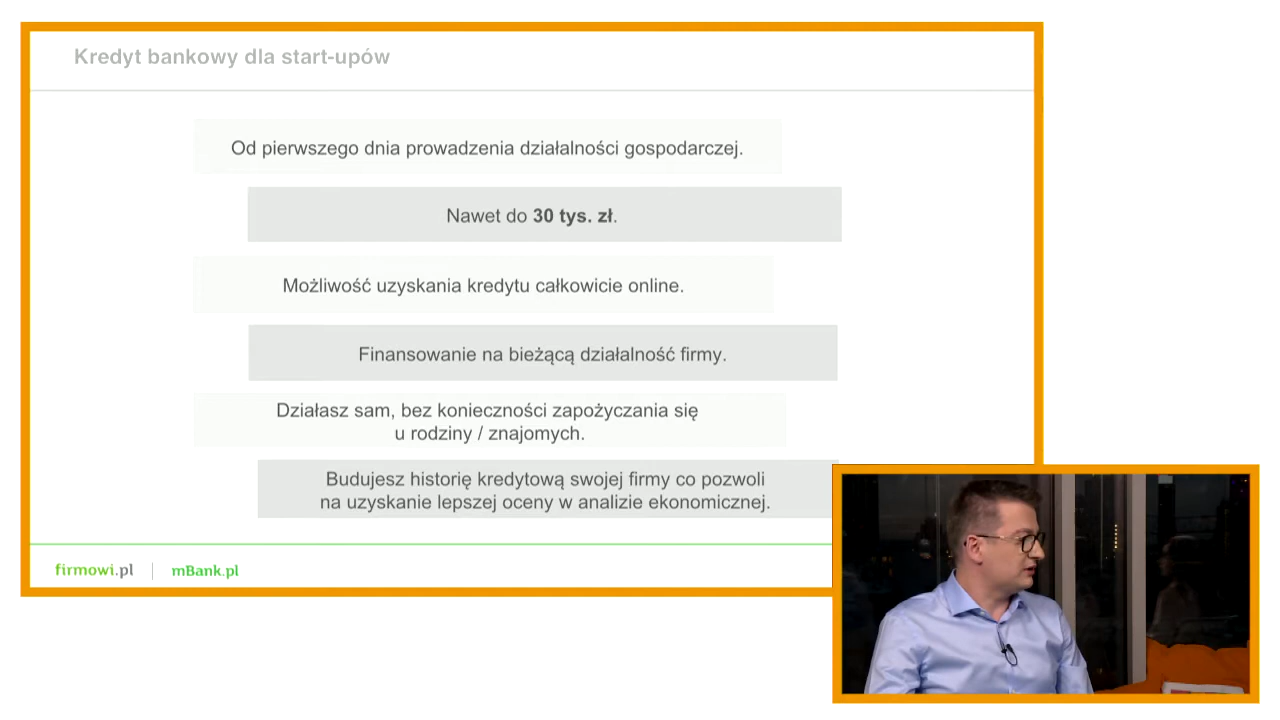 Kredyt bankowy dla start-upów
Od pierwszego dnia prowadzenia działalności gospodarczej.
Nawet do 30 tys. zł.
Możliwość uzyskania kredytu całkowicie online.
Finansowanie na bieżącą działalność firmy.
Działasz sam, bez konieczności zapożyczania się
u rodziny / znajomych.
Budujesz historię kredytową swojej firmy co pozwoli
na uzyskanie lepszej oceny w analizie ekonomicznej.
firmowi.pl | mBank.pl